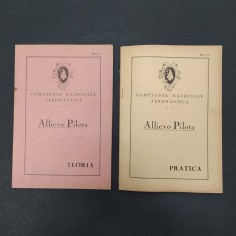 COMPAGNIA NAZIONALE
AERONAUTICA
Allievo Pilota
TEORIA
COMPAGNIA NAZIONALE
AERONAUTICA
Allievo Pilota
PRATICA